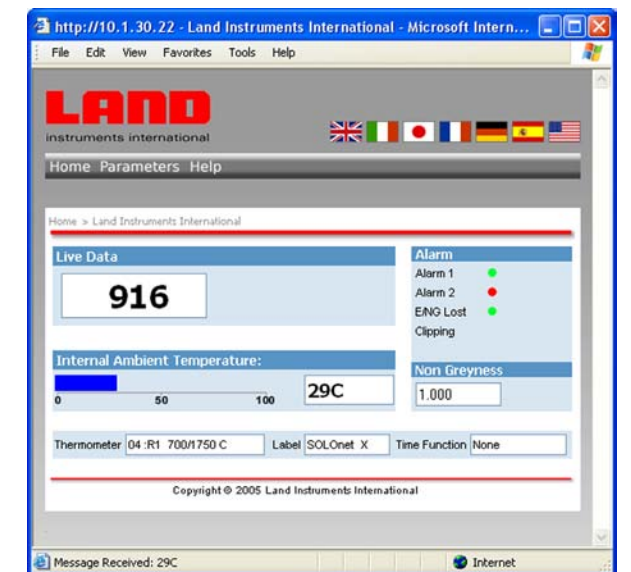 http://10.1.30.22 - Land Instruments International - Microsoft Intern...
File Edit View Favorites Tools Help
LAND
instruments international
Home Parameters Help
Home > Land Instruments International
Live Data
916
Alarm
Alarm 1
Alarm 2
E/NG Lost
Clipping
Internal Ambient Temperature:
0 50 100
29C
Non Greyness
1.000
Thermometer 04 :R1 700/1750 C Label SOLOnet X Time Function None
Copyright © 2005 Land Instruments International
Message Received: 29C Internet